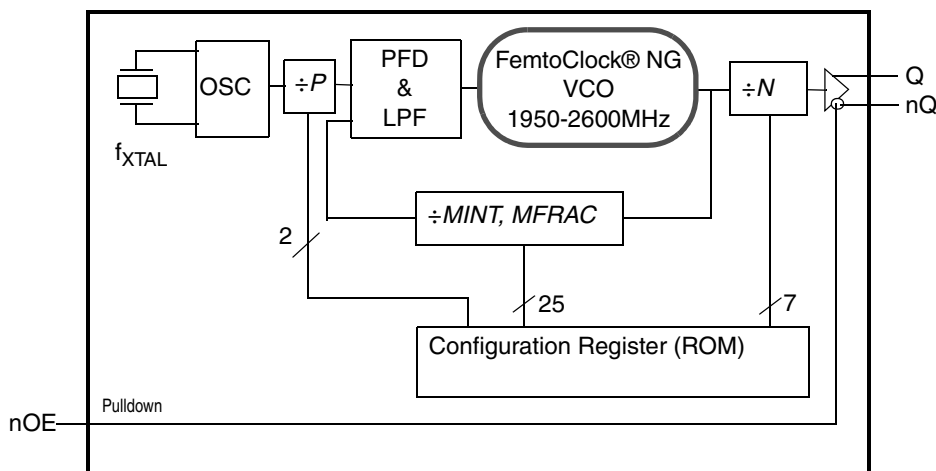 PFD
&
LPF
FemtoClock® NG
VCO
1950-2600MHz
OSC
÷P
÷N
Q
nQ
fXTAL
÷MINT, MFRAC
2
25
7
Configuration Register (ROM)
Pulldown
nOE